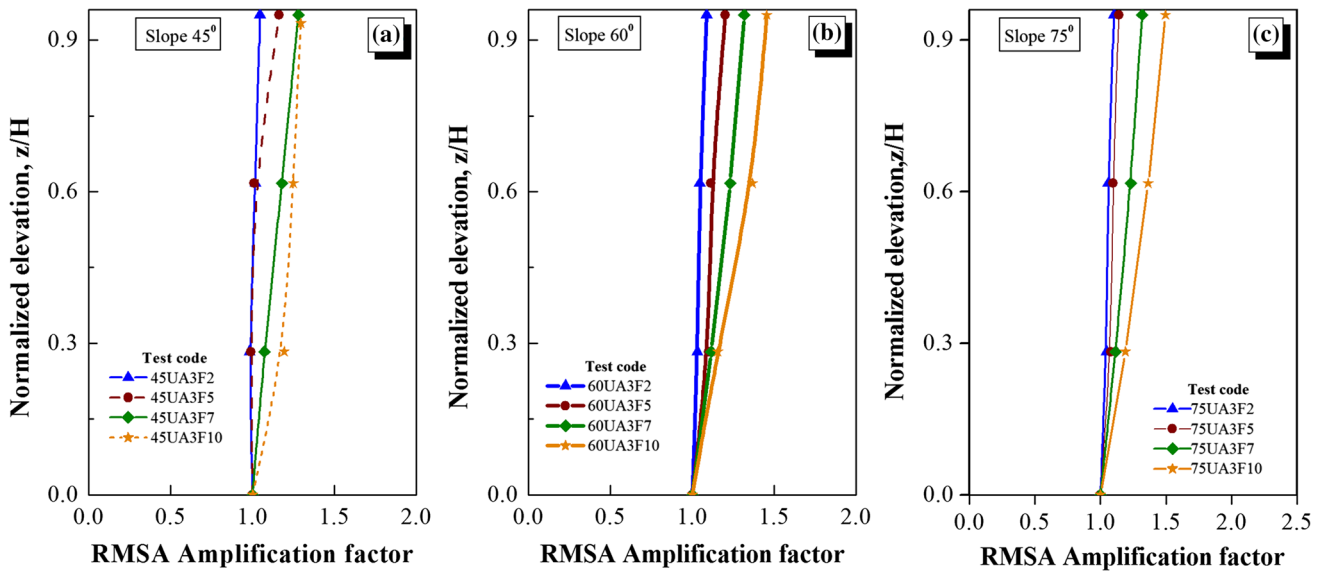 Slope 45⁰
(a)
0.9
0.6
0.3
0.0
Normalized elevation, z/H
Test code
45UA3F2
45UA3F5
45UA3F7
45UA3F10
0.0 0.5 1.0 1.5 2.0
RMSA Amplification factor
Slope 60⁰
(b)
0.9
0.6
0.3
0.0
Normalized elevation, z/H
Test code
60UA3F2
60UA3F5
60UA3F7
60UA3F10
0.0 0.5 1.0 1.5 2.0
RMSA Amplification factor
Slope 75⁰
(c)
0.9
0.6
0.3
0.0
Normalized elevation,z/H
Test code
75UA3F2
75UA3F5
75UA3F7
75UA3F10
0.0 0.5 1.0 1.5 2.0 2.5
RMSA Amplification factor